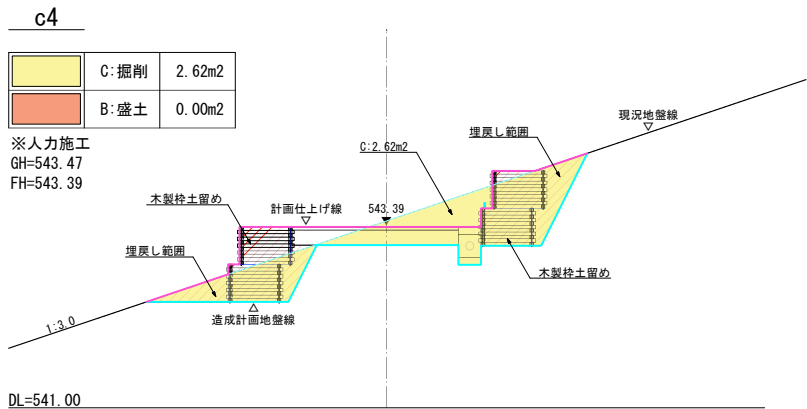 c4
C:掘削 2.62m2
B:盛土 0.00m2
※人力施工
GH=543.47
FH=543.39
現況地盤線
埋戻し範囲
C:2.62m2
木製枠土留め
計画仕上げ線
543.39
埋戻し範囲
木製枠土留め
造成計画地盤線
1:3.0
DL=541.00